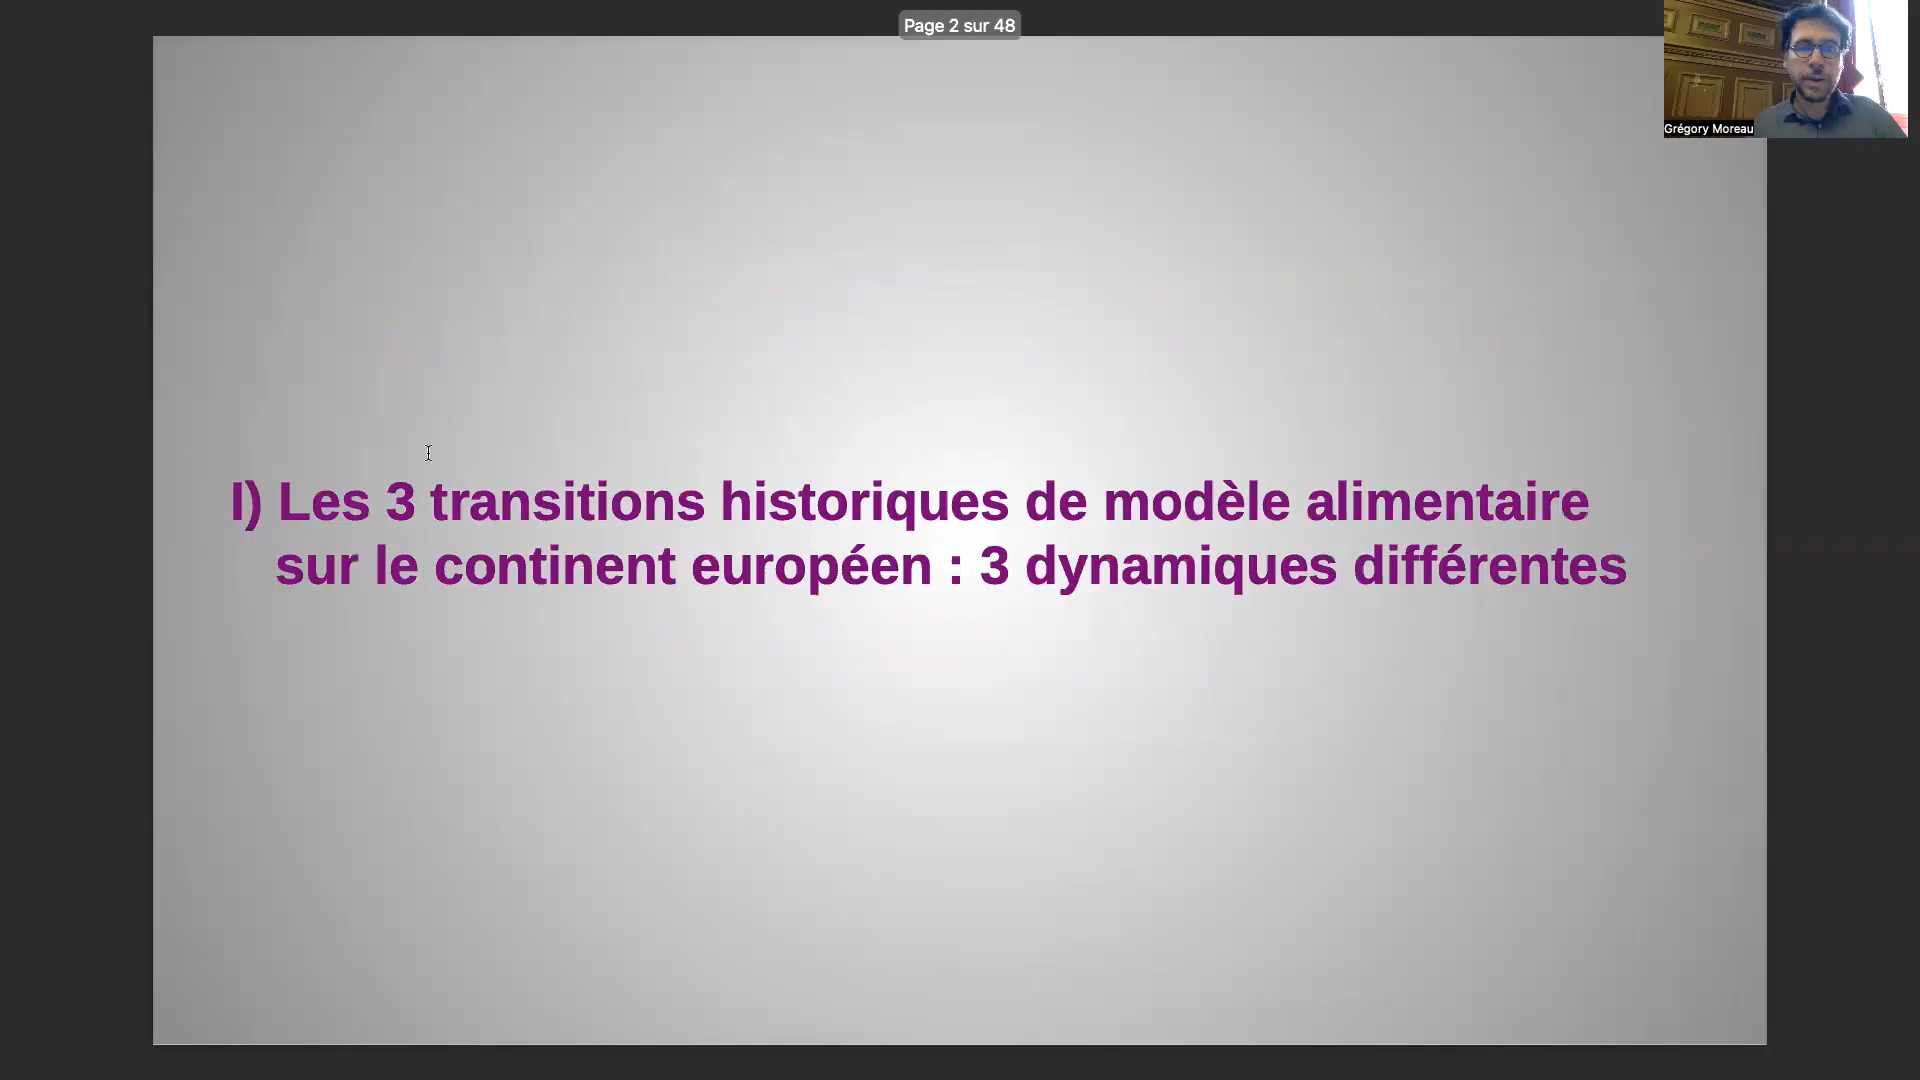 Page 2 sur 48
Grégory Moreau
I) Les 3 transitions historiques de modèle alimentaire
sur le continent européen : 3 dynamiques différentes